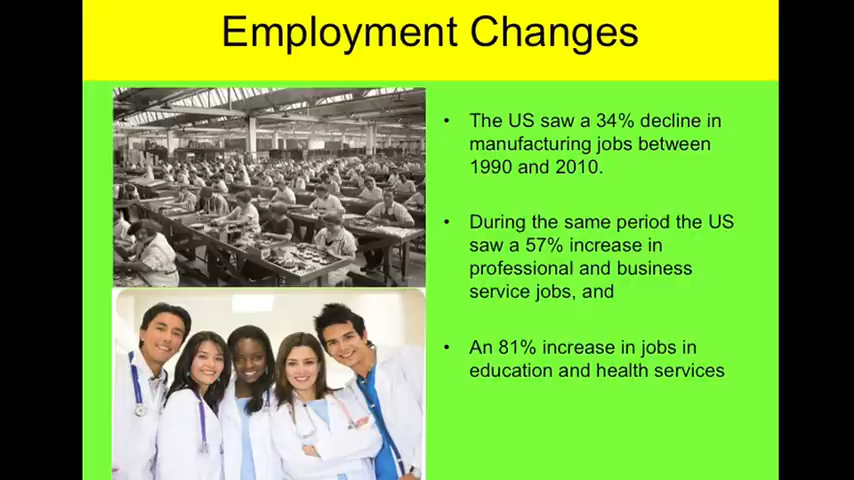 Employment Changes
• The US saw a 34% decline in
manufacturing jobs between
1990 and 2010.
• During the same period the US
saw a 57% increase in
professional and business
service jobs, and
• An 81% increase in jobs in
education and health services